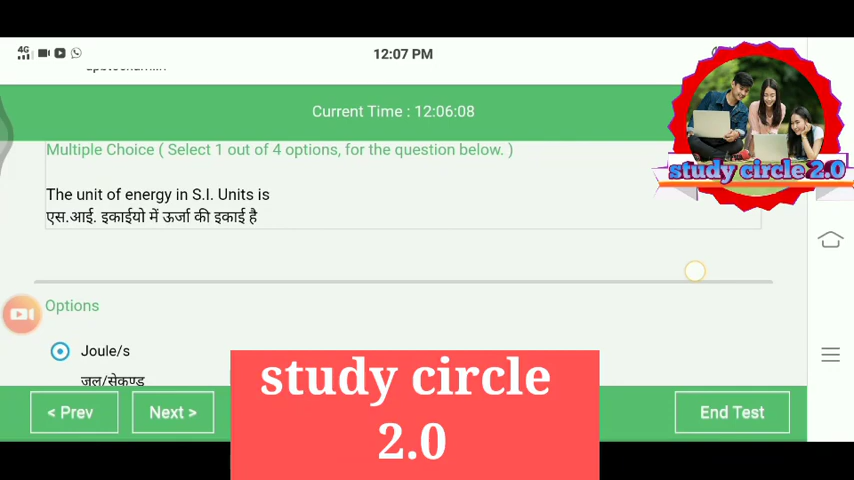 4G
12:07 PM
Current Time : 12:06:08
Multiple Choice ( Select 1 out of 4 options, for the question below. )
The unit of energy in S.I. Units is
एस.आई. इकाईयो में ऊर्जा की इकाई है
Options
Joule/s
जूल/सेकण्ड
< Prev
Next >
End Test
study circle
2.0
study circle 2.0